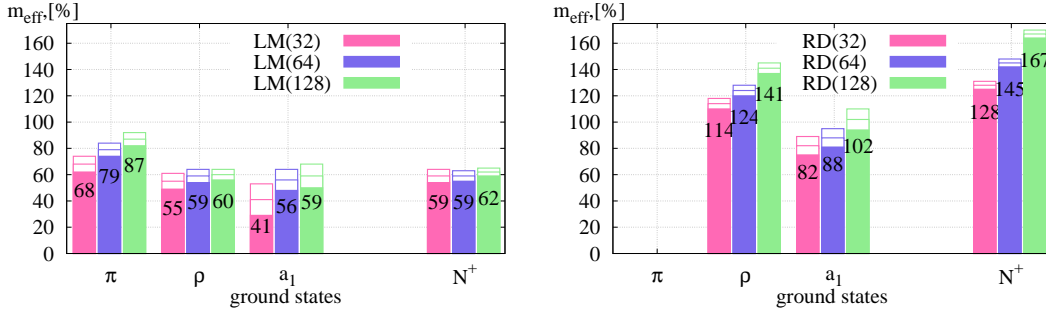 m_eff,[%]
160
140
120
100
80
60
40
20
0
LM(32)
LM(64)
LM(128)
68 79 87 55 59 60 41 56 59 59 59 62
π ρ a_1 N^+
ground states
m_eff,[%]
160
140
120
100
80
60
40
20
0
RD(32)
RD(64)
RD(128)
114 124 141 82 88 102 128 145 167
π ρ a_1 N^+
ground states